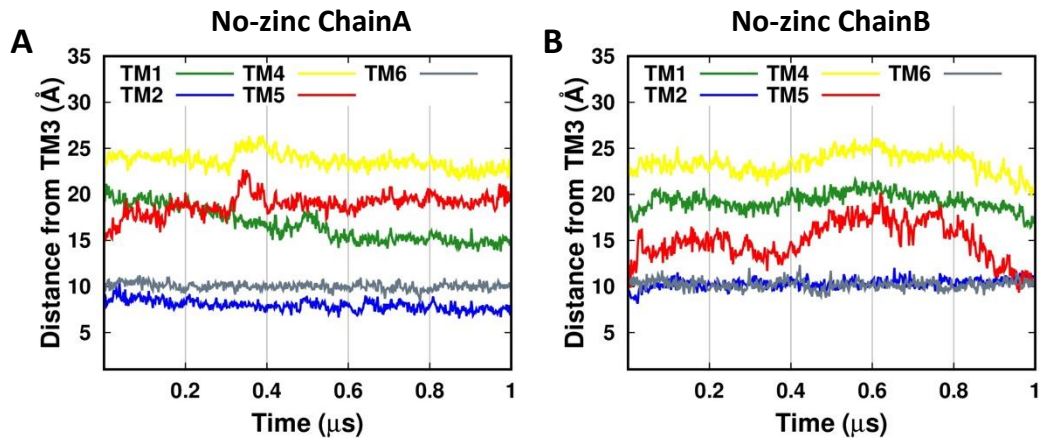 No-zinc ChainA
A
35
30
25
20
15
10
5
Distance from TM3 (Å)
TM1 TM4 TM6
TM2 TM5
0.2 0.4 0.6 0.8 1
Time (μs)
No-zinc ChainB
B
35
30
25
20
15
10
5
Distance from TM3 (Å)
TM1 TM4 TM6
TM2 TM5
0.2 0.4 0.6 0.8 1
Time (μs)